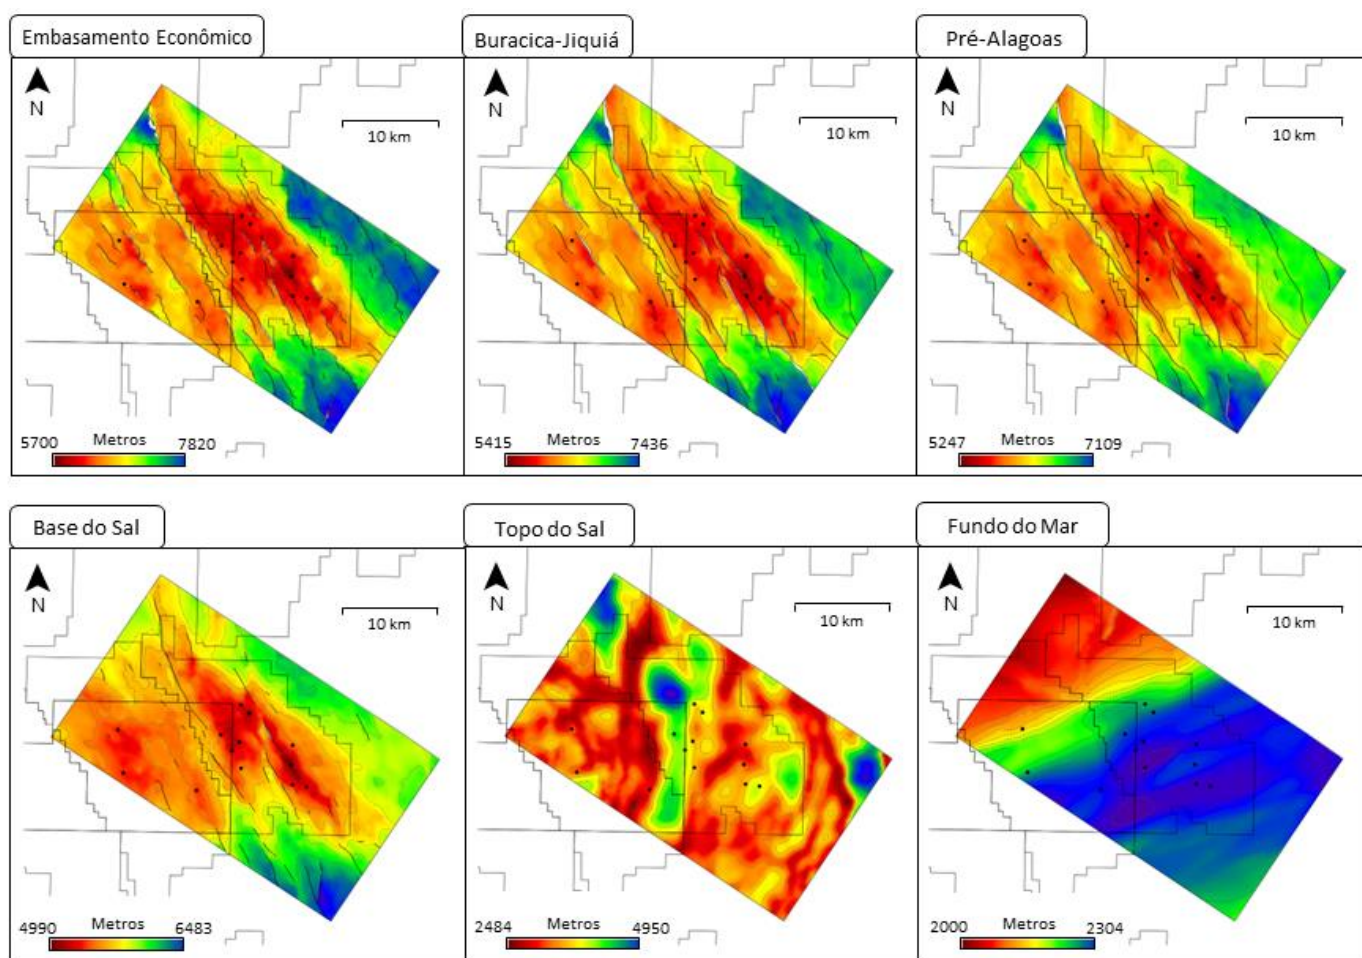 Embasamento Econômico
Buracica-Jiquiá
Pré-Alagoas
N
10 km
N
10 km
N
10 km
5700 Metros 7820
5415 Metros 7436
5247 Metros 7109
Base do Sal
Topo do Sal
Fundo do Mar
N
10 km
N
10 km
N
10 km
4990 Metros 6483
2484 Metros 4950
2000 Metros 2304